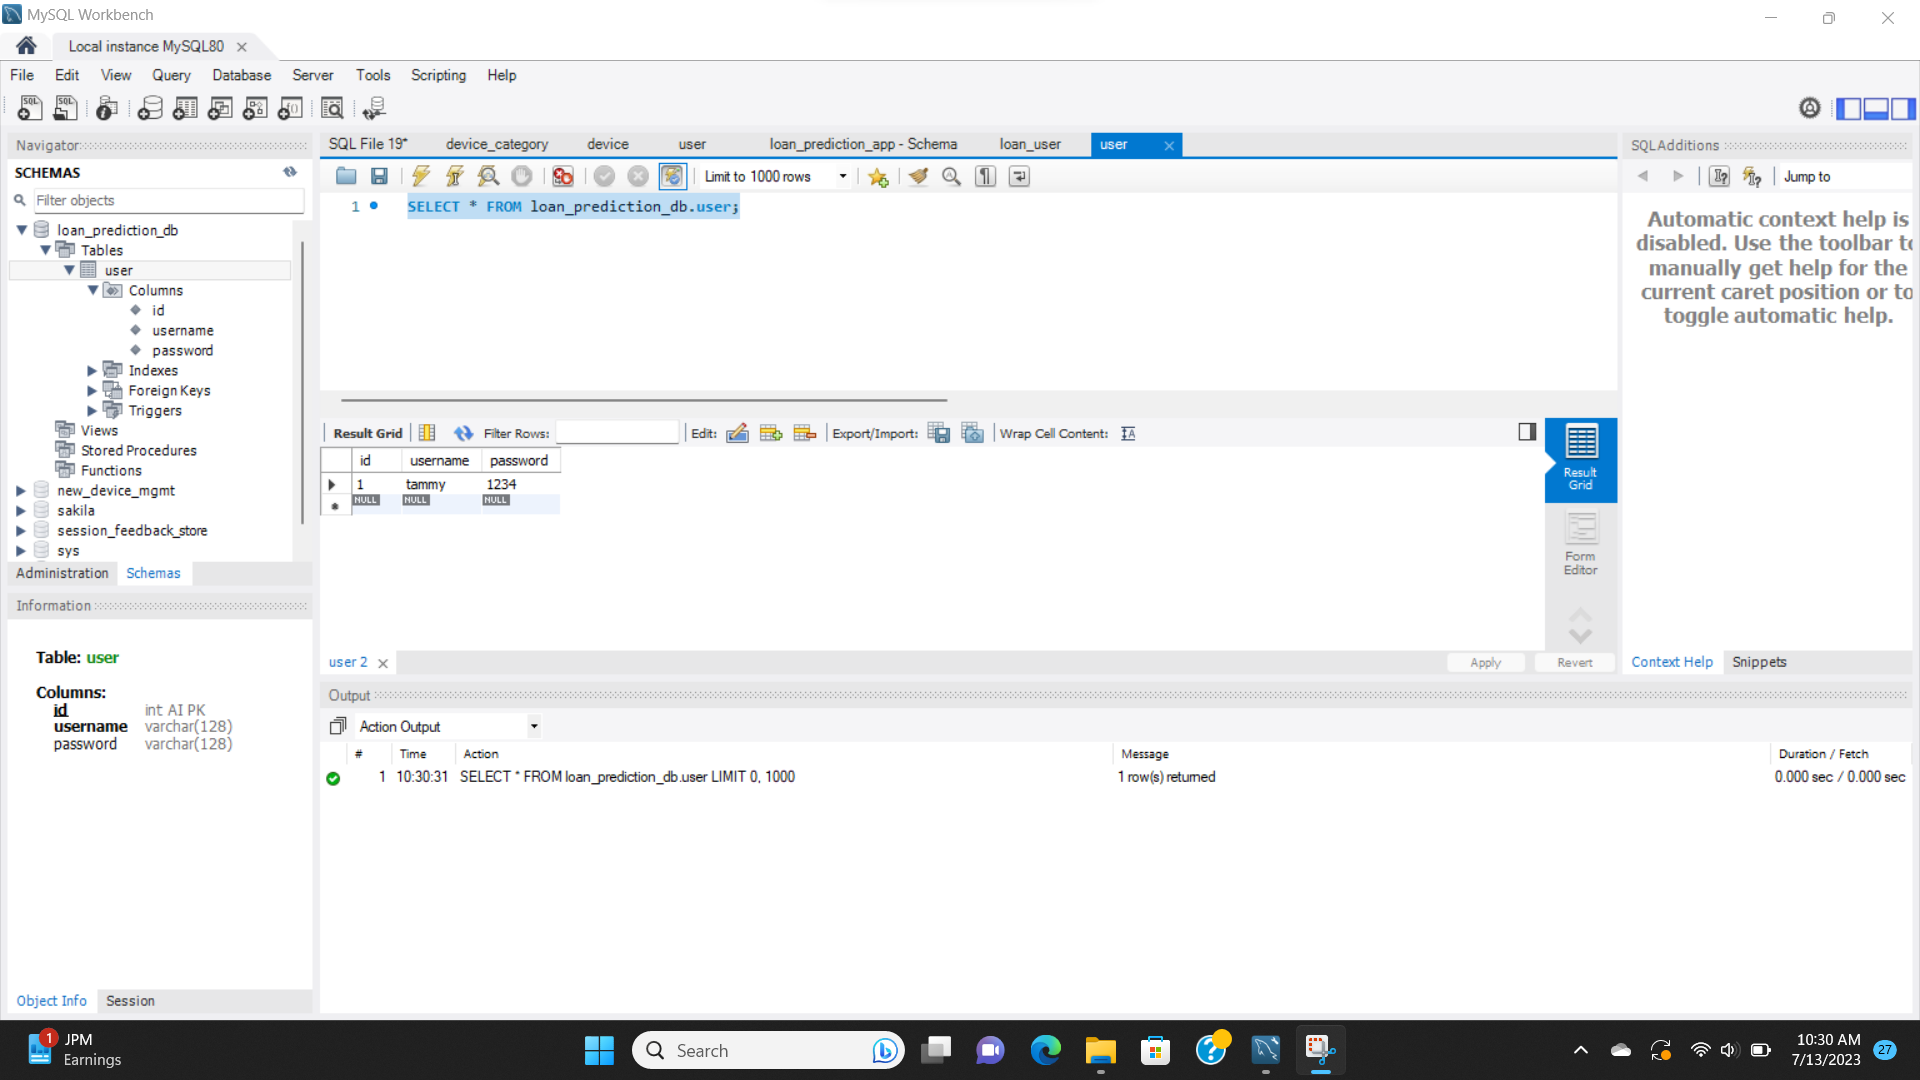 MySQL Workbench
Local instance MySQL80
File Edit View Query Database Server Tools Scripting Help
Navigator
SCHEMAS
Filter objects
loan_prediction_db
Tables
user
Columns
id
username
password
Indexes
Foreign Keys
Triggers
Views
Stored Procedures
Functions
new_device_mgmt
sakila
session_feedback_store
sys
Administration Schemas
Information
Table: user
Columns:
id int AI PK
username varchar(128)
password varchar(128)
Object Info Session
SQL File 19* device_category device user loan_prediction_app - Schema loan_user user
Limit to 1000 rows
1 SELECT * FROM loan_prediction_db.user;
Result Grid Filter Rows: Edit: Export/Import: Wrap Cell Content:
id username password
1 tammy 1234
NULL NULL NULL
Result
Grid
Form
Editor
user 2 Apply Revert
Output
Action Output
# Time Action Message Duration / Fetch
1 10:30:31 SELECT * FROM loan_prediction_db.user LIMIT 0, 1000 1 row(s) returned 0.000 sec / 0.000 sec
SQLAdditions
Jump to
Automatic context help is
disabled. Use the toolbar to
manually get help for the
current caret position or to
toggle automatic help.
Context Help Snippets
1 JPM
Earnings
Search
10:30 AM
7/13/2023
27